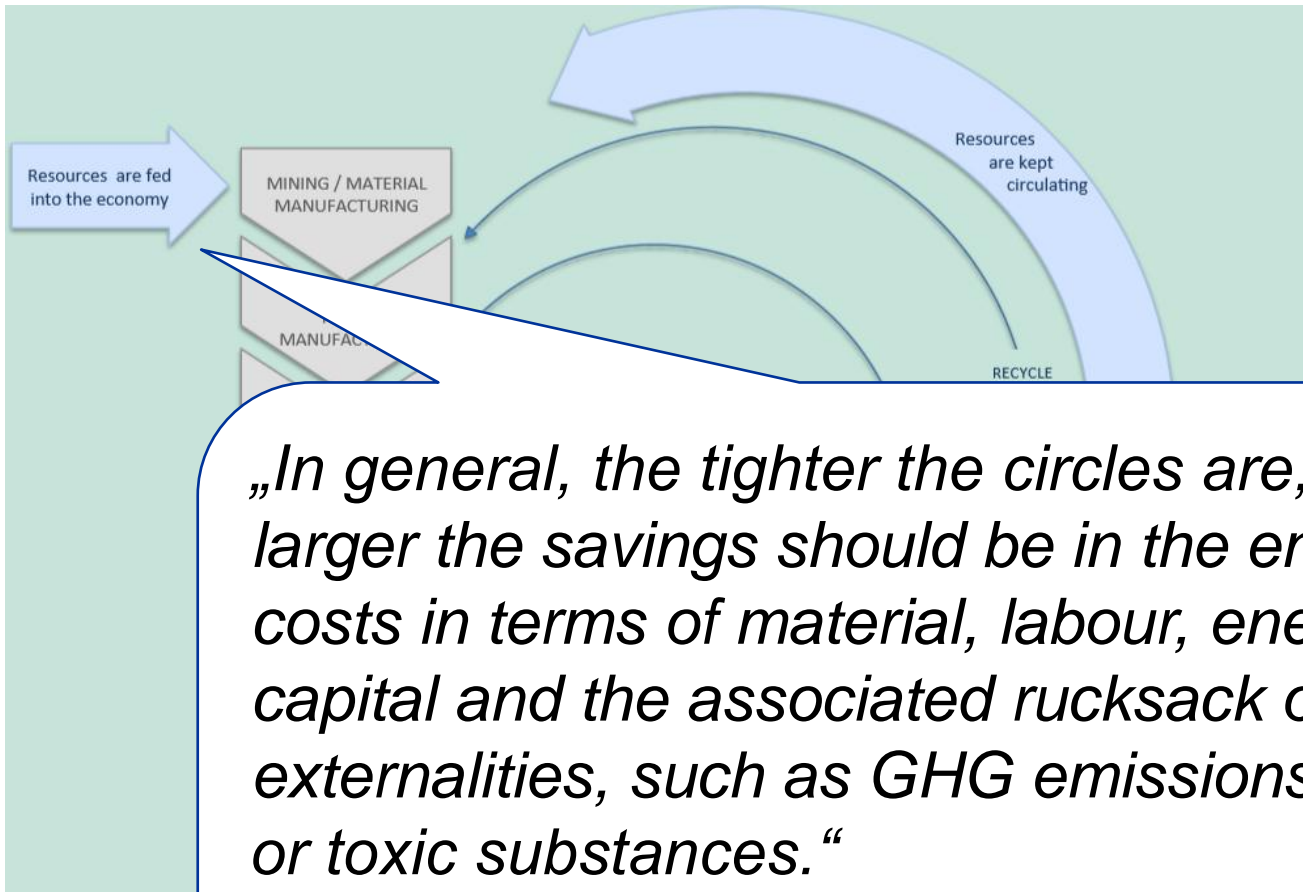 Resources are fed
into the economy
MINING / MATERIAL
MANUFACTURING
Resources
are kept
circulating
RECYCLE
„In general, the tighter the circles are,
larger the savings should be in the
costs in terms of material, labour,
capital and the associated rucksack
externalities, such as GHG emissions
or toxic substances.“